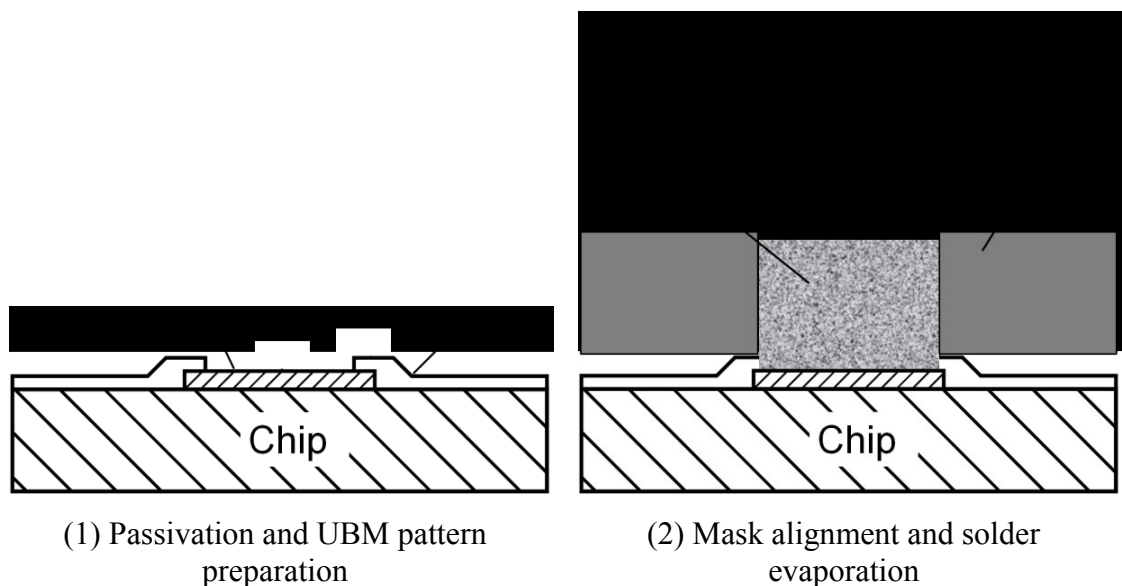 Chip
Chip
(1) Passivation and UBM pattern
preparation
(2) Mask alignment and solder
evaporation